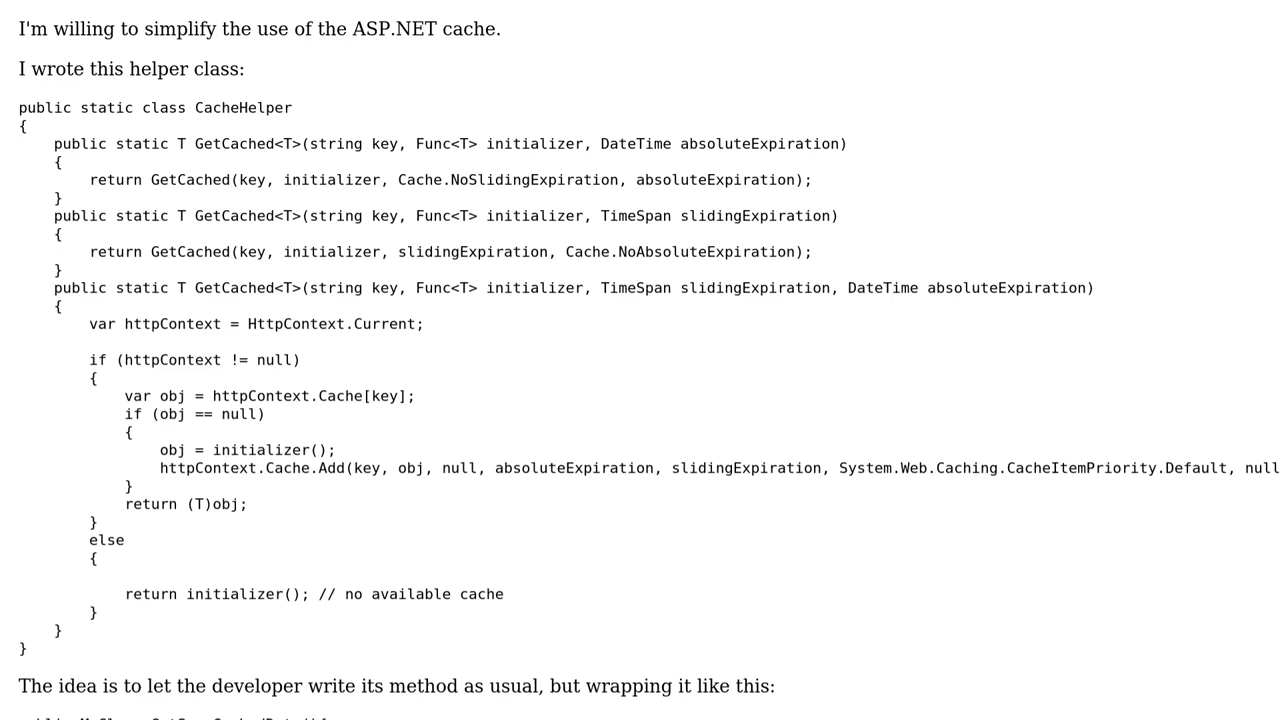 I'm willing to simplify the use of the ASP.NET cache.
I wrote this helper class:
public static class CacheHelper
{
    public static T GetCached<T>(string key, Func<T> initializer, DateTime absoluteExpiration)
    {
        return GetCached(key, initializer, Cache.NoSlidingExpiration, absoluteExpiration);
    }
    public static T GetCached<T>(string key, Func<T> initializer, TimeSpan slidingExpiration)
    {
        return GetCached(key, initializer, slidingExpiration, Cache.NoAbsoluteExpiration);
    }
    public static T GetCached<T>(string key, Func<T> initializer, TimeSpan slidingExpiration, DateTime absoluteExpiration)
    {
        var httpContext = HttpContext.Current;
        if (httpContext != null)
        {
            var obj = httpContext.Cache[key];
            if (obj == null)
            {
                obj = initializer();
                httpContext.Cache.Add(key, obj, null, absoluteExpiration, slidingExpiration, System.Web.Caching.CacheItemPriority.Default, null
            }
            return (T)obj;
        }
        else
        {
            return initializer(); // no available cache
        }
    }
}
The idea is to let the developer write its method as usual, but wrapping it like this: